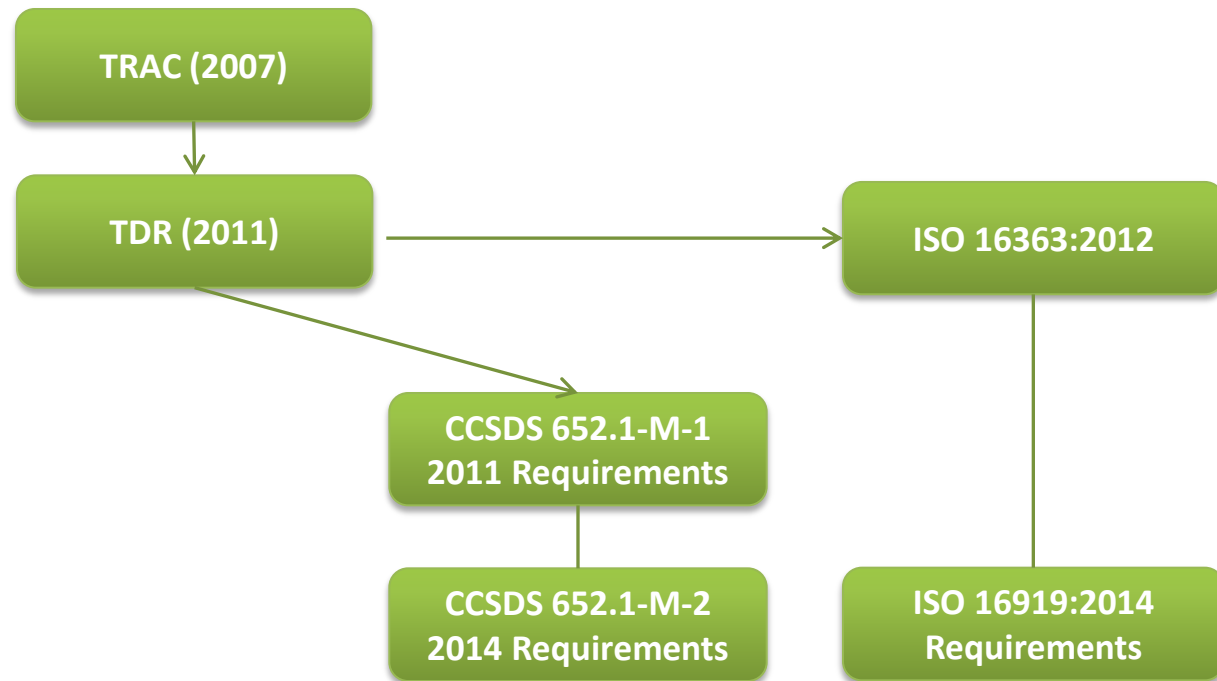 TRAC (2007)
TDR (2011)
ISO 16363:2012
CCSDS 652.1-M-1
2011 Requirements
CCSDS 652.1-M-2
2014 Requirements
ISO 16919:2014
Requirements